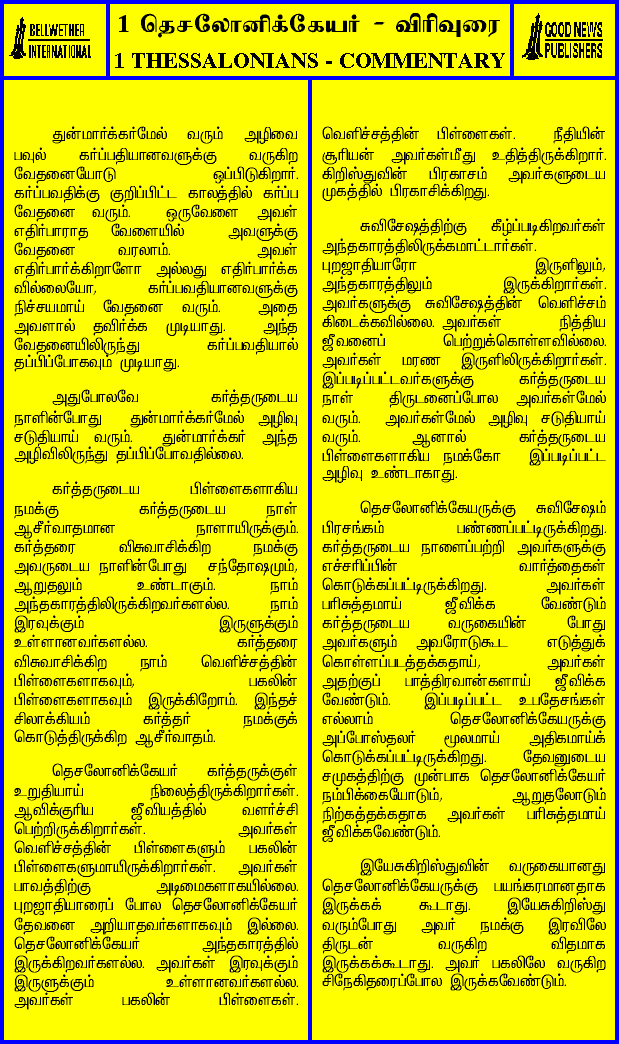 BELLWETHER
INTERNATIONAL
1 தெசலோனிக்கேயர் - விரிவுரை
1 THESSALONIANS - COMMENTARY
GOOD NEWS
PUBLISHERS
துன்மார்க்கர்மேல் வரும் அழிவை
பவுல் கர்ப்பதியானவளுக்கு வருகிற
வேதனையோடு ஒப்பிடுகிறார்.
கர்ப்பவதிக்கு குறிப்பிட்ட காலத்தில் கர்ப்ப
வேதனை வரும். ஒருவேளை அவள்
எதிர்பாராத வேளையில் அவளுக்கு
வேதனை வரலாம். அவள்
எதிர்பார்க்கிறாளோ அல்லது எதிர்பார்க்க
வில்லையோ, கர்ப்பவதியானவளுக்கு
நிச்சயமாய் வேதனை வரும். அதை
அவளால் தவிர்க்க முடியாது. அந்த
வேதனையிலிருந்து கர்ப்பவதியால்
தப்பிப்போகவும் முடியாது.
அதுபோலவே கர்த்தருடைய
நாளின்போது துன்மார்க்கர்மேல் அழிவு
சடுதியாய் வரும். துன்மார்க்கர் அந்த
அழிவிலிருந்து தப்பிப்போவதில்லை.
கர்த்தருடைய பிள்ளைகளாகிய
நமக்கு கர்த்தருடைய நாள்
ஆசீர்வாதமான நாளாயிருக்கும்.
கர்த்தரை விசுவாசிக்கிற நமக்கு
அவருடைய நாளின்போது சந்தோஷமும்,
ஆறுதலும் உண்டாகும். நாம்
அந்தகாரத்திலிருக்கிறவர்களல்ல. நாம்
இரவுக்கும் இருளுக்கும்
உள்ளானவர்களல்ல. கர்த்தரை
விசுவாசிக்கிற நாம் வெளிச்சத்தின்
பிள்ளைகளாகவும், பகலின்
பிள்ளைகளாகவும் இருக்கிறோம். இந்தச்
சிலாக்கியம் கர்த்தர் நமக்குக்
கொடுத்திருக்கிற ஆசீர்வாதம்.
தெசலோனிக்கேயர் கர்த்தருக்குள்
உறுதியாய் நிலைத்திருக்கிறார்கள்.
ஆவிக்குரிய ஜீவியத்தில் வளர்ச்சி
பெற்றிருக்கிறார்கள். அவர்கள்
வெளிச்சத்தின் பிள்ளைகளும் பகலின்
பிள்ளைகளுமாயிருக்கிறார்கள். அவர்கள்
பாவத்திற்கு அடிமைகளாகயில்லை.
புறஜாதியாரைப் போல தெசலோனிக்கேயர்
தேவனை அறியாதவர்களாகவும் இல்லை.
தெசலோனிக்கேயர் அந்தகாரத்தில்
இருக்கிறவர்களல்ல. அவர்கள் இரவுக்கும்
இருளுக்கும் உள்ளானவர்களல்ல.
அவர்கள் பகலின் பிள்ளைகள்.
வெளிச்சத்தின் பிள்ளைகள். நீதியின்
சூரியன் அவர்கள்மீது உதித்திருக்கிறார்.
கிறிஸ்துவின் பிரகாசம் அவர்களுடைய
முகத்தில் பிரகாசிக்கிறது.
சுவிசேஷத்திற்கு கீழ்ப்படிகிறவர்கள்
அந்தகாரத்திலிருக்கமாட்டார்கள்.
புறஜாதியாரோ இருளிலும்,
அந்தகாரத்திலும் இருக்கிறார்கள்.
அவர்களுக்கு சுவிசேஷத்தின் வெளிச்சம்
கிடைக்கவில்லை. அவர்கள் நித்திய
ஜீவனைப் பெற்றுக்கொள்ளவில்லை.
அவர்கள் மரண இருளிலிருக்கிறார்கள்.
இப்படிப்பட்டவர்களுக்கு கர்த்தருடைய
நாள் திருடனைப்போல அவர்கள்மேல்
வரும். அவர்கள்மேல் அழிவு சடுதியாய்
வரும். ஆனால் கர்த்தருடைய
பிள்ளைகளாகிய நமக்கோ இப்படிப்பட்ட
அழிவு உண்டாகாது.
தெசலோனிக்கேயருக்கு சுவிசேஷம்
பிரசங்கம் பண்ணப்பட்டிருக்கிறது.
கர்த்தருடைய நாளைப்பற்றி அவர்களுக்கு
எச்சரிப்பின் வார்த்தைகள்
கொடுக்கப்பட்டிருக்கிறது. அவர்கள்
பரிசுத்தமாய் ஜீவிக்க வேண்டும்
கர்த்தருடைய வருகையின் போது
அவர்களும் அவரோடுகூட எடுத்துக்
கொள்ளப்படத்தக்கதாய், அவர்கள்
அதற்குப் பாத்திரவான்களாய் ஜீவிக்க
வேண்டும். இப்படிப்பட்ட உபதேசங்கள்
எல்லாம் தெசலோனிக்கேயருக்கு
அப்போஸ்தலர் மூலமாய் அதிகமாய்க்
கொடுக்கப்பட்டிருக்கிறது. தேவனுடைய
சமுகத்திற்கு முன்பாக தெசலோனிக்கேயர்
நம்பிக்கையோடும், ஆறுதலோடும்
நிற்கத்தக்கதாக அவர்கள் பரிசுத்தமாய்
ஜீவிக்கவேண்டும்.
இயேசுகிறிஸ்துவின் வருகையானது
தெசலோனிக்கேயருக்கு பயங்கரமானதாக
இருக்கக் கூடாது. இயேசுகிறிஸ்து
வரும்போது அவர் நமக்கு இரவிலே
திருடன் வருகிற விதமாக
இருக்கக்கூடாது. அவர் பகலிலே வருகிற
சிநேகிதரைப்போல இருக்கவேண்டும்.